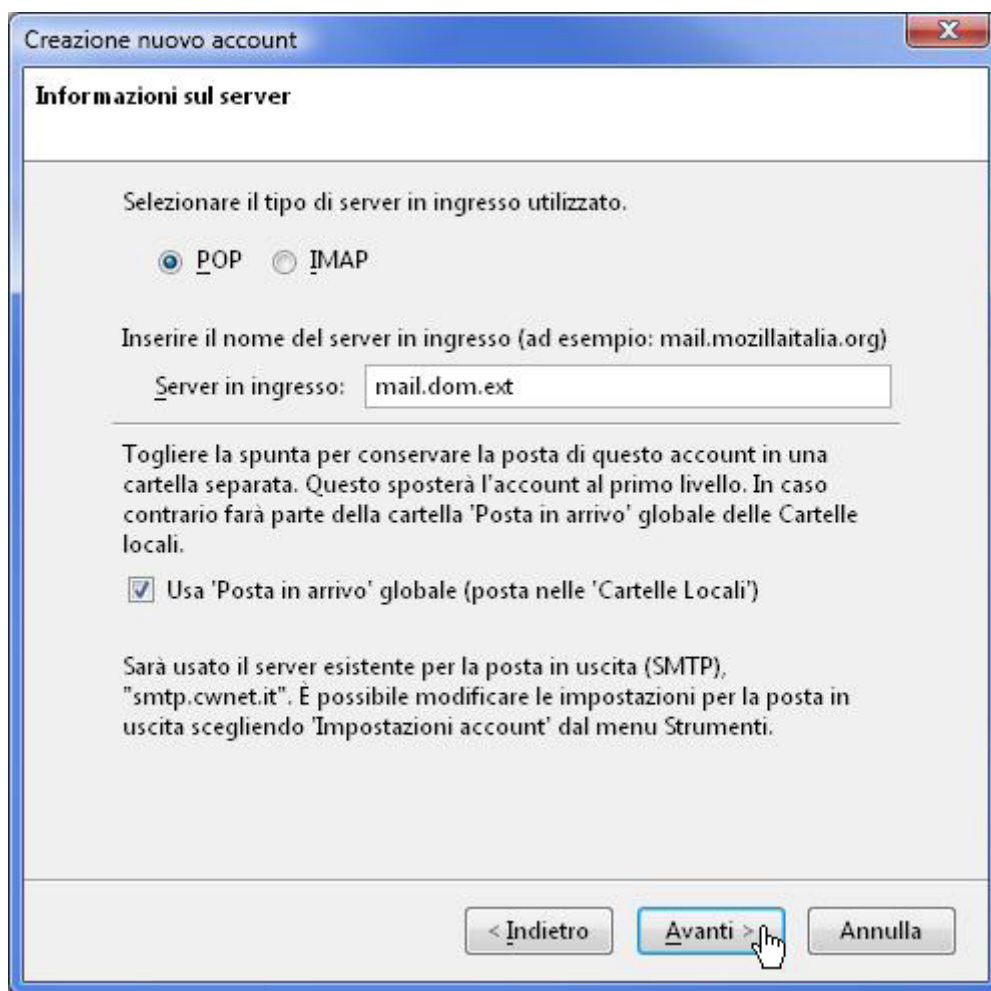 Creazione nuovo account
X
Informazioni sul server
Selezionare il tipo di server in ingresso utilizzato.
POP IMAP
Inserire il nome del server in ingresso (ad esempio: mail.mozillaitalia.org)
Server in ingresso: mail.dom.ext
Togliere la spunta per conservare la posta di questo account in una
cartella separata. Questo sposterà l'account al primo livello. In caso
contrario farà parte della cartella 'Posta in arrivo' globale delle Cartelle
locali.
Usa 'Posta in arrivo' globale (posta nelle 'Cartelle Locali')
Sarà usato il server esistente per la posta in uscita (SMTP),
"smtp.cwnet.it". È possibile modificare le impostazioni per la posta in
uscita scegliendo 'Impostazioni account' dal menu Strumenti.
< Indietro Avanti > Annulla